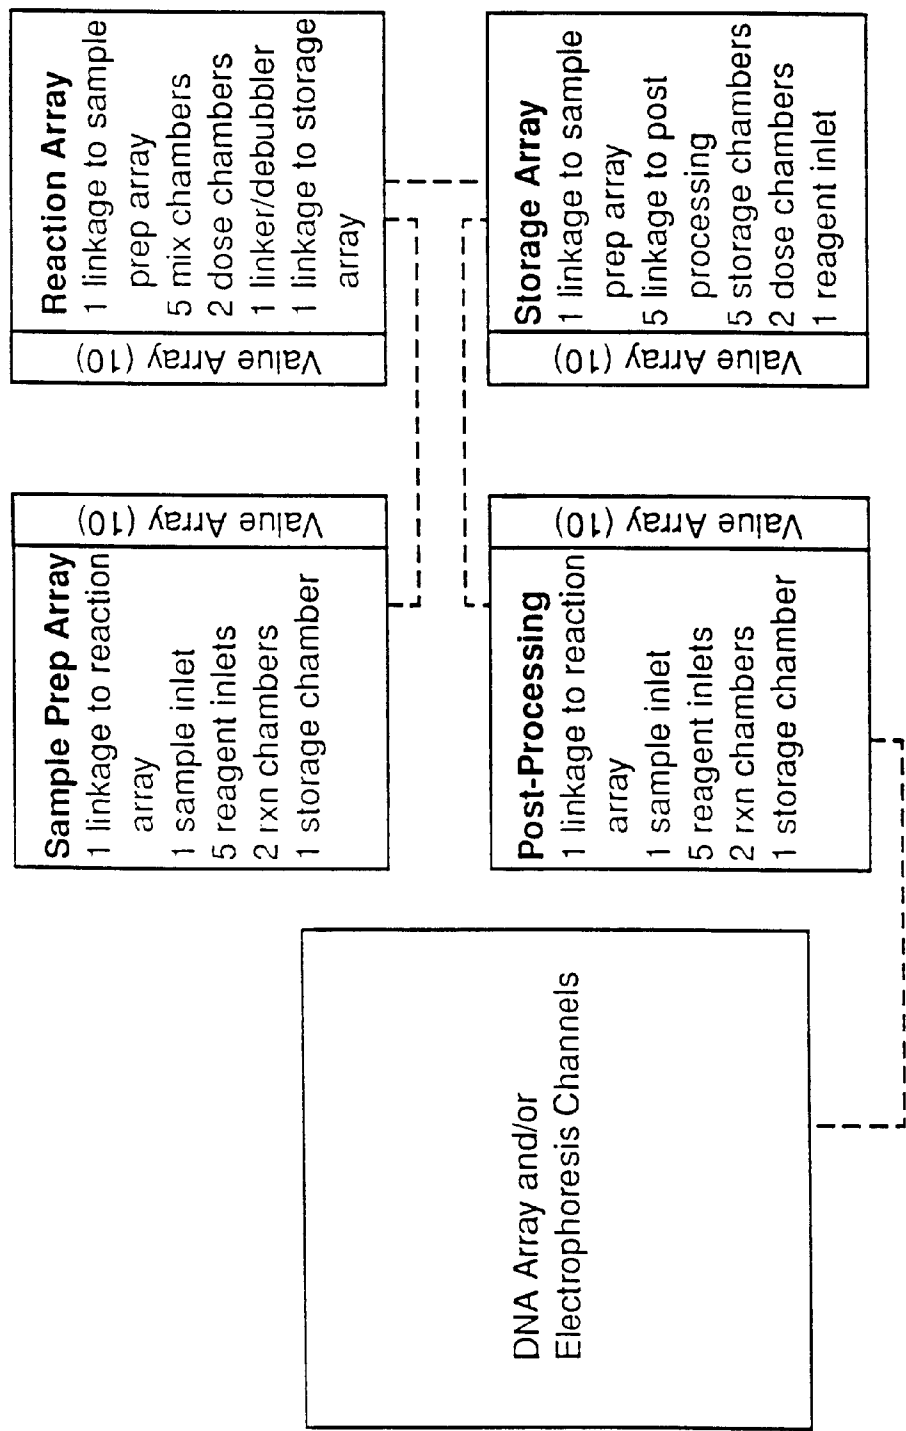 Reaction Array
1 linkage to sample
prep array
5 mix chambers
2 dose chambers
1 linker/debubbler
1 linkage to storage
array
Value Array (10)
Storage Array
1 linkage to sample
prep array
5 linkage to post
processing
5 storage chambers
2 dose chambers
1 reagent inlet
Value Array (10)
Sample Prep Array
1 linkage to reaction
array
1 sample inlet
5 reagent inlets
2 rxn chambers
1 storage chamber
Value Array (10)
Post-Processing
1 linkage to reaction
array
1 sample inlet
5 reagent inlets
2 rxn chambers
1 storage chamber
Value Array (10)
DNA Array and/or
Electrophoresis Channels